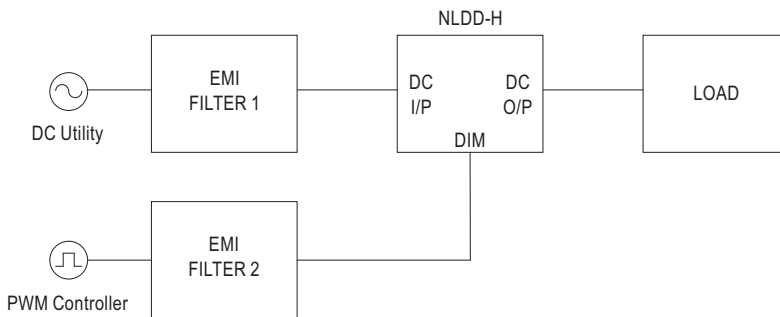 NLDD-H
EMI
FILTER 1
DC
I/P
DC
O/P
DIM
LOAD
DC Utility
EMI
FILTER 2
PWM Controller